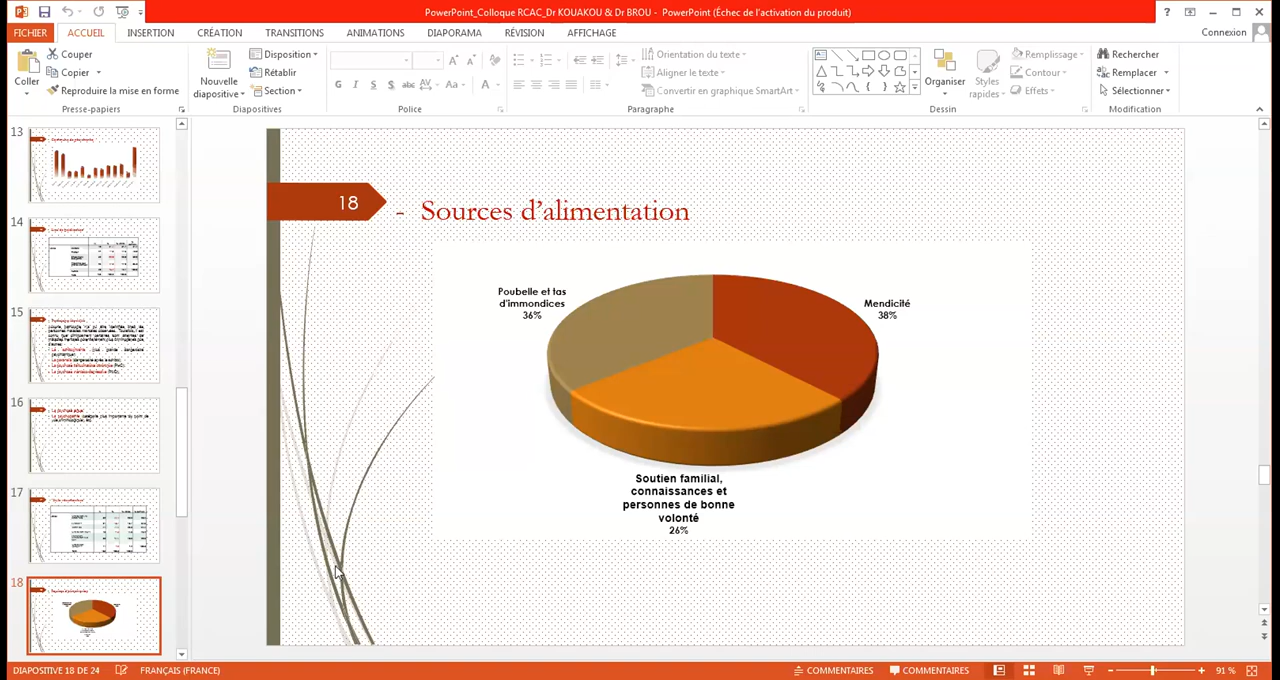 PowerPoint_Colloque RCAC_Dr KOUAKOU & Dr BROU - PowerPoint (Échec de l'activation du produit)
FICHIER ACCUEIL INSERTION CRÉATION TRANSITIONS ANIMATIONS DIAPORAMA RÉVISION AFFICHAGE Connexion
Coller
Couper
Copier
Reproduire la mise en forme
Presse-papiers
Nouvelle
diapositive
Disposition
Rétablir
Section
Diapositives
G I S S abc AV Aa A
Police
Orientation du texte
Aligner le texte
Convertir en graphique SmartArt
Paragraphe
Organiser
Styles
rapides
Remplissage
Contour
Effets
Dessin
Rechercher
Remplacer
Sélectionner
Modification
13
14
15
16
17
18
18
- Sources d'alimentation
Poubelle et tas
d'immondices
36%
Mendicité
38%
Soutien familial,
connaissances et
personnes de bonne
volonté
26%
DIAPOSITIVE 18 DE 24 FRANÇAIS (FRANCE) COMMENTAIRES COMMENTAIRES 91 %